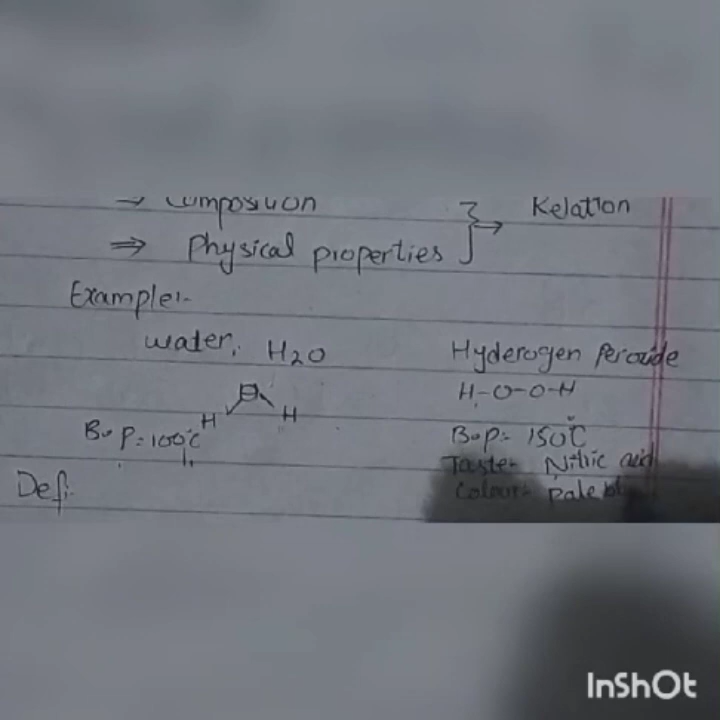 → Composition
Relation
⇒ Physical properties
Example:-
water, H2O
Hyderogen Peroxide
H-O-O-H
O
H H
B.P=100°C
B.P= 150°C
Taste= Nitric acid
Colour= Pale
Def:
InShOt